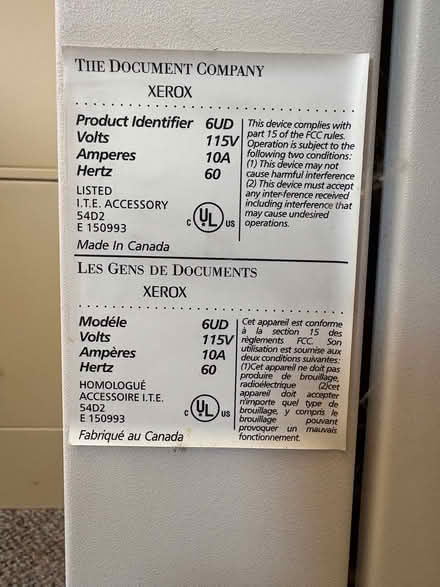 THE DOCUMENT COMPANY
XEROX
Product Identifier 6UD
Volts 115V
Amperes 10A
Hertz 60
LISTED
I.T.E. ACCESSORY
54D2
E 150993
C UL US
Made In Canada
This device complies with
part 15 of the FCC rules.
Operation is subject to the
following two conditions:
(1) This device may not
cause harmful interference
(2) This device must accept
any inter-ference received
including interference that
may cause undesired
operations.
LES GENS DE DOCUMENTS
XEROX
Modéle 6UD
Volts 115V
Ampères 10A
Hertz 60
HOMOLOGUÉ
ACCESSOIRE I.T.E.
54D2
E 150993
C UL US
Fabriqué au Canada
Cet appareil est conforme
à la section 15 des
règlements FCC. Son
utilisation est soumise aux
deux conditions suivantes:
(1)Cet appareil ne doit pas
produire de brouillage,
radioélectrique (2)cet
appareil doit accepter
n'importe quel type de
brouillage, y compris le
brouillage pouvant
provoquer un mauvais
fonctionnement.